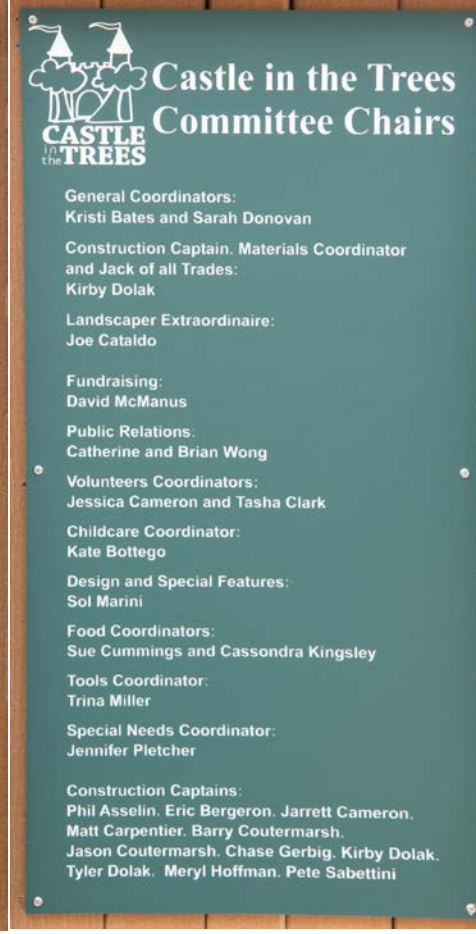 CASTLE
in
the TREES
Castle in the Trees
Committee Chairs
General Coordinators:
Kristi Bates and Sarah Donovan
Construction Captain. Materials Coordinator
and Jack of all Trades:
Kirby Dolak
Landscaper Extraordinaire:
Joe Cataldo
Fundraising:
David McManus
Public Relations:
Catherine and Brian Wong
Volunteers Coordinators:
Jessica Cameron and Tasha Clark
Childcare Coordinator:
Kate Bottego
Design and Special Features:
Sol Marini
Food Coordinators:
Sue Cummings and Cassondra Kingsley
Tools Coordinator:
Trina Miller
Special Needs Coordinator:
Jennifer Pletcher
Construction Captains:
Phil Asselin. Eric Bergeron. Jarrett Cameron.
Matt Carpentier. Barry Coutermarsh.
Jason Coutermarsh. Chase Gerbig. Kirby Dolak.
Tyler Dolak. Meryl Hoffman. Pete Sabettini